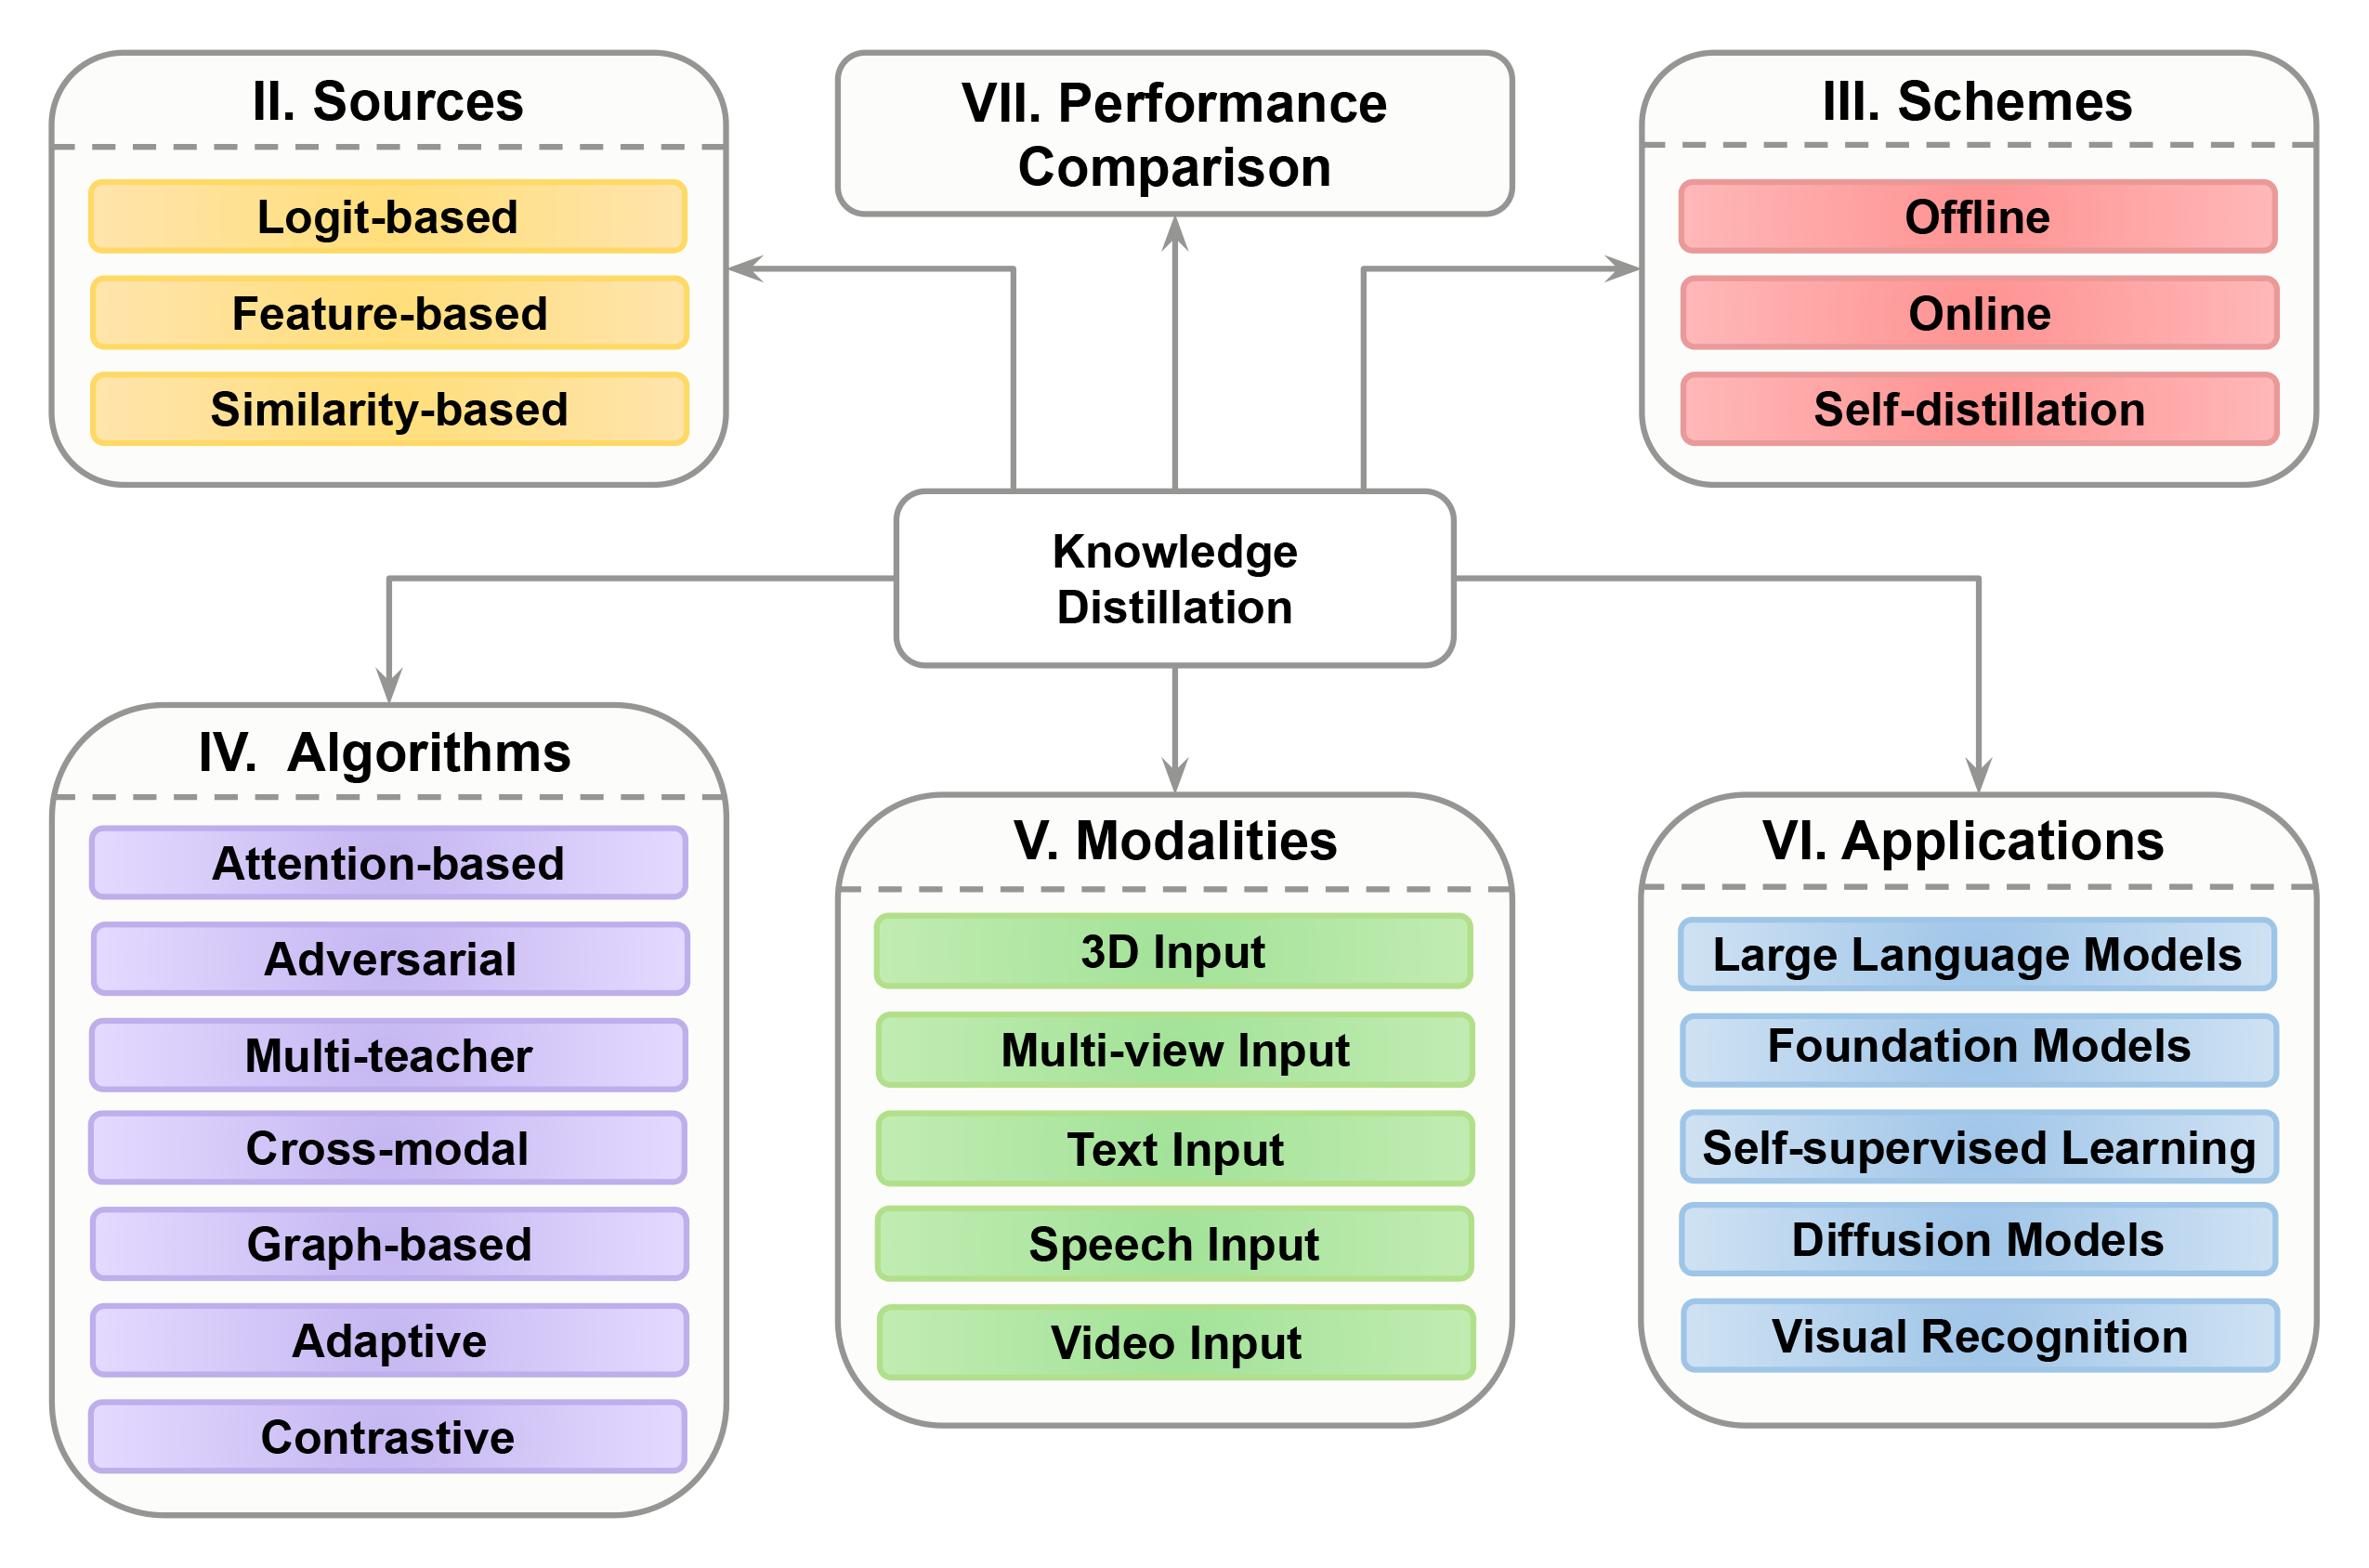 II. Sources
Logit-based
Feature-based
Similarity-based
VII. Performance
Comparison
III. Schemes
Offline
Online
Self-distillation
Knowledge
Distillation
IV. Algorithms
Attention-based
Adversarial
Multi-teacher
Cross-modal
Graph-based
Adaptive
Contrastive
V. Modalities
3D Input
Multi-view Input
Text Input
Speech Input
Video Input
VI. Applications
Large Language Models
Foundation Models
Self-supervised Learning
Diffusion Models
Visual Recognition